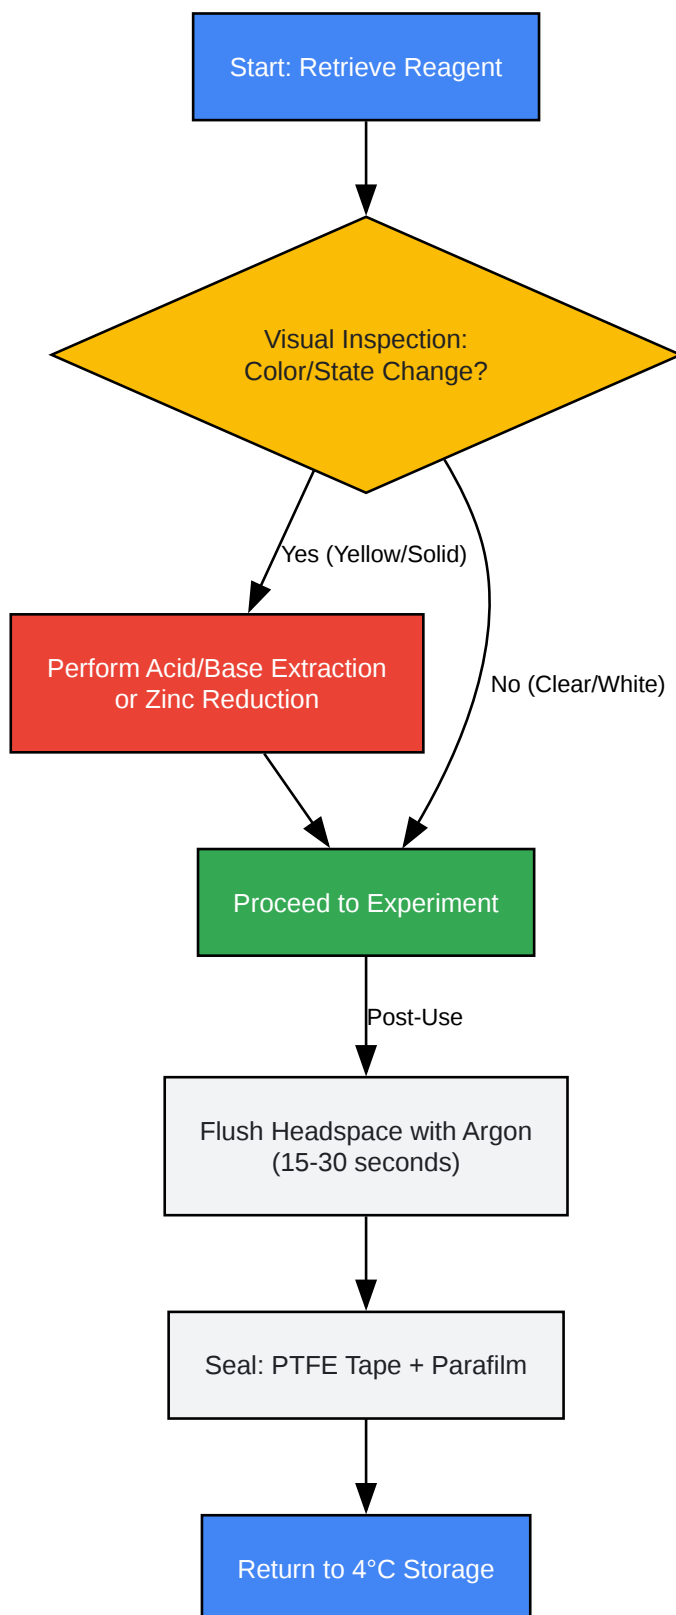 Start: Retrieve Reagent
Visual Inspection:
Color/State Change?
Yes (Yellow/Solid)
Perform Acid/Base Extraction
or Zinc Reduction
No (Clear/White)
Proceed to Experiment
Post-Use
Flush Headspace with Argon
(15-30 seconds)
Seal: PTFE Tape + Parafilm
Return to 4°C Storage